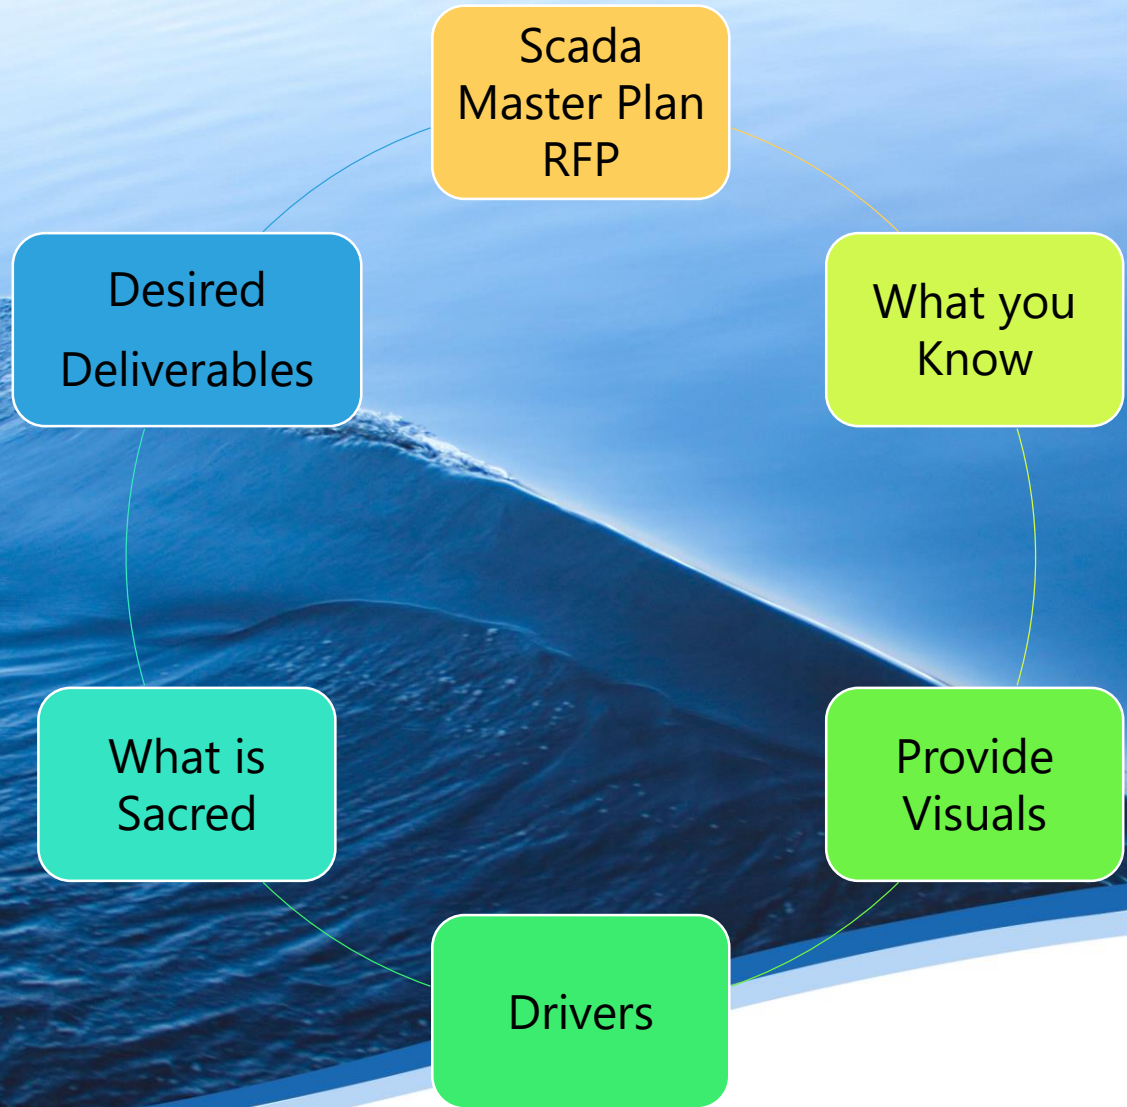 Scada
Master Plan
RFP
What you
Know
Provide
Visuals
Drivers
What is
Sacred
Desired
Deliverables